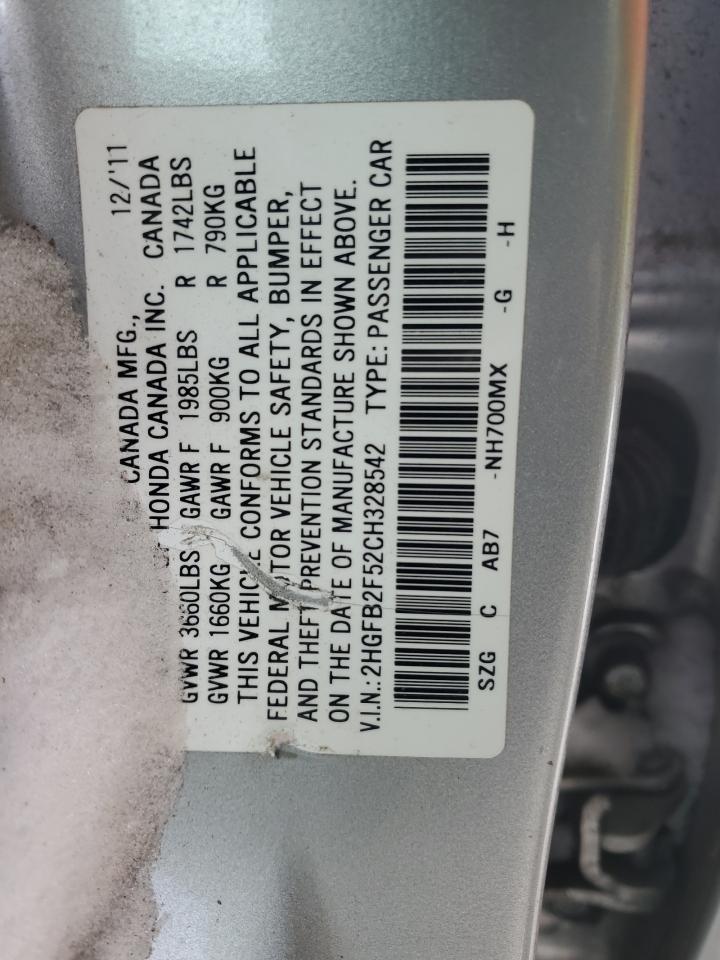 CANADA MFG., 12/'11
HONDA CANADA INC. CANADA
GVWR 3660LBS GAWR F 1985LBS R 1742LBS
GVWR 1660KG GAWR F 900KG R 790KG
THIS VEHICLE CONFORMS TO ALL APPLICABLE
FEDERAL MOTOR VEHICLE SAFETY, BUMPER,
AND THEFT PREVENTION STANDARDS IN EFFECT
ON THE DATE OF MANUFACTURE SHOWN ABOVE.
V.I.N.: 2HGFB2F52CH328542 TYPE: PASSENGER CAR
SZG C AB7 -NH700MX -G -H